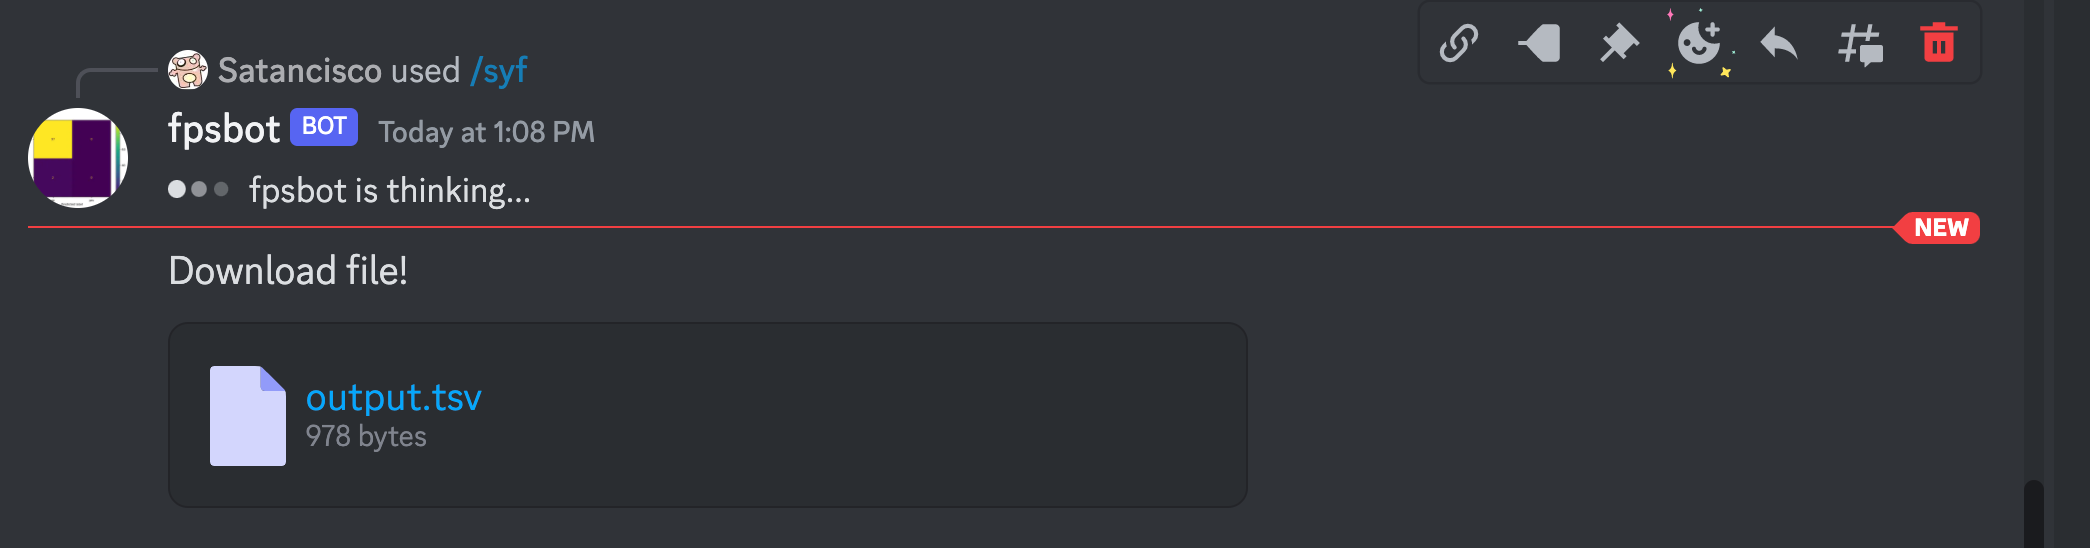 Satancisco used /syf
fpsbot BOT Today at 1:08 PM
fpsbot is thinking...
NEW
Download file!
output.tsv
978 bytes